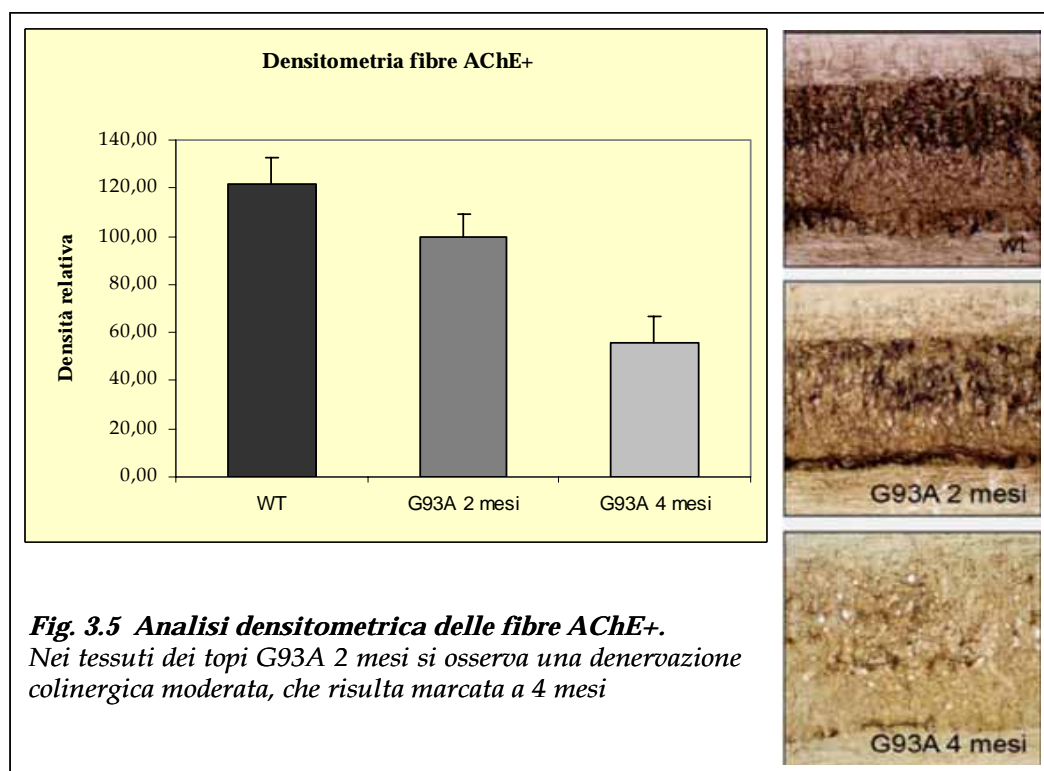 Densitometria fibre AChE+
140,00
120,00
100,00
80,00
60,00
40,00
20,00
0,00
Densità relativa
WT
G93A 2 mesi
G93A 4 mesi
wt
G93A 2 mesi
G93A 4 mesi
Fig. 3.5 Analisi densitometrica delle fibre AChE+.
Nei tessuti dei topi G93A 2 mesi si osserva una denervazione
colinergica moderata, che risulta marcata a 4 mesi